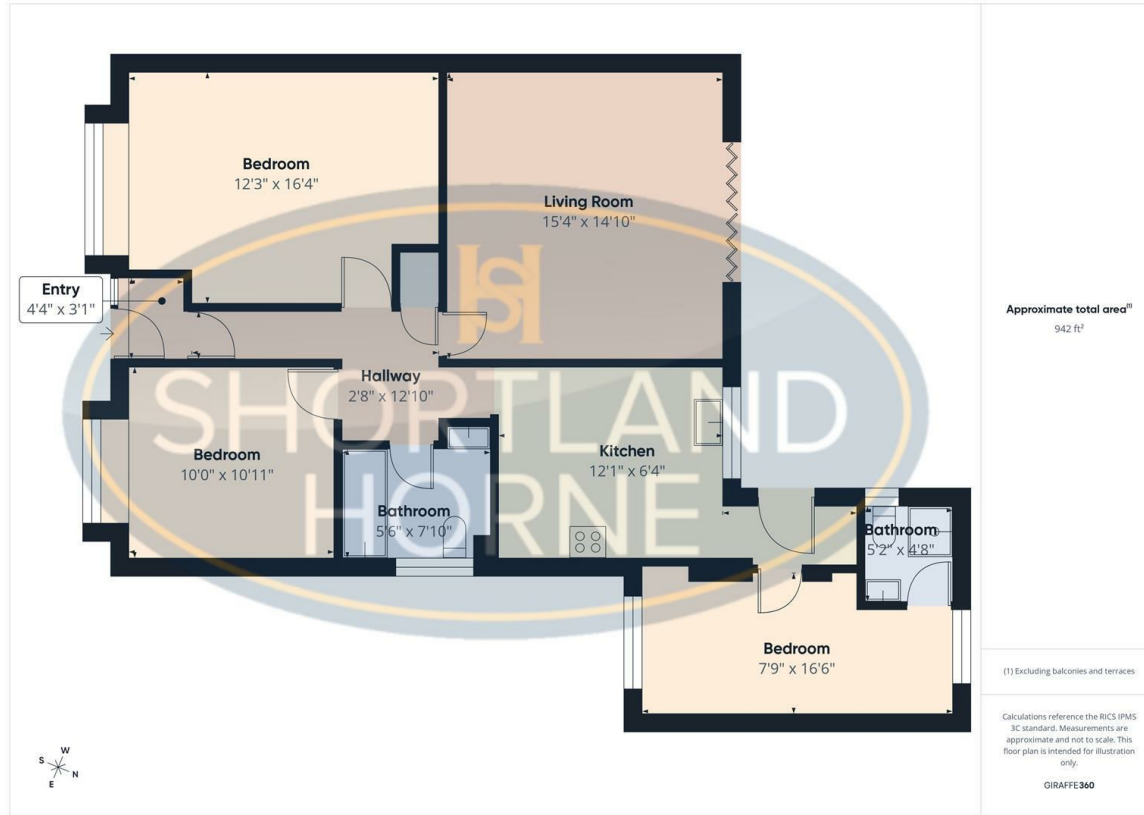 Bedroom
12'3" x 16'4"
Living Room
15'4" x 14'10"
Entry
4'4" x 3'1"
Hallway
2'8" x 12'10"
Bedroom
10'0" x 10'11"
Kitchen
12'1" x 6'4"
Bathroom
5'6" x 7'10"
Bathroom
5'2" x 4'8"
Bedroom
7'9" x 16'6"
SH
SHORTLAND
HORNE
W
S
N
E
Approximate total area(1)
942 ft²
(1) Excluding balconies and terraces
Calculations reference the RICS IPMS
3C standard. Measurements are
approximate and not to scale. This
floor plan is intended for illustration
only.
GIRAFFE360